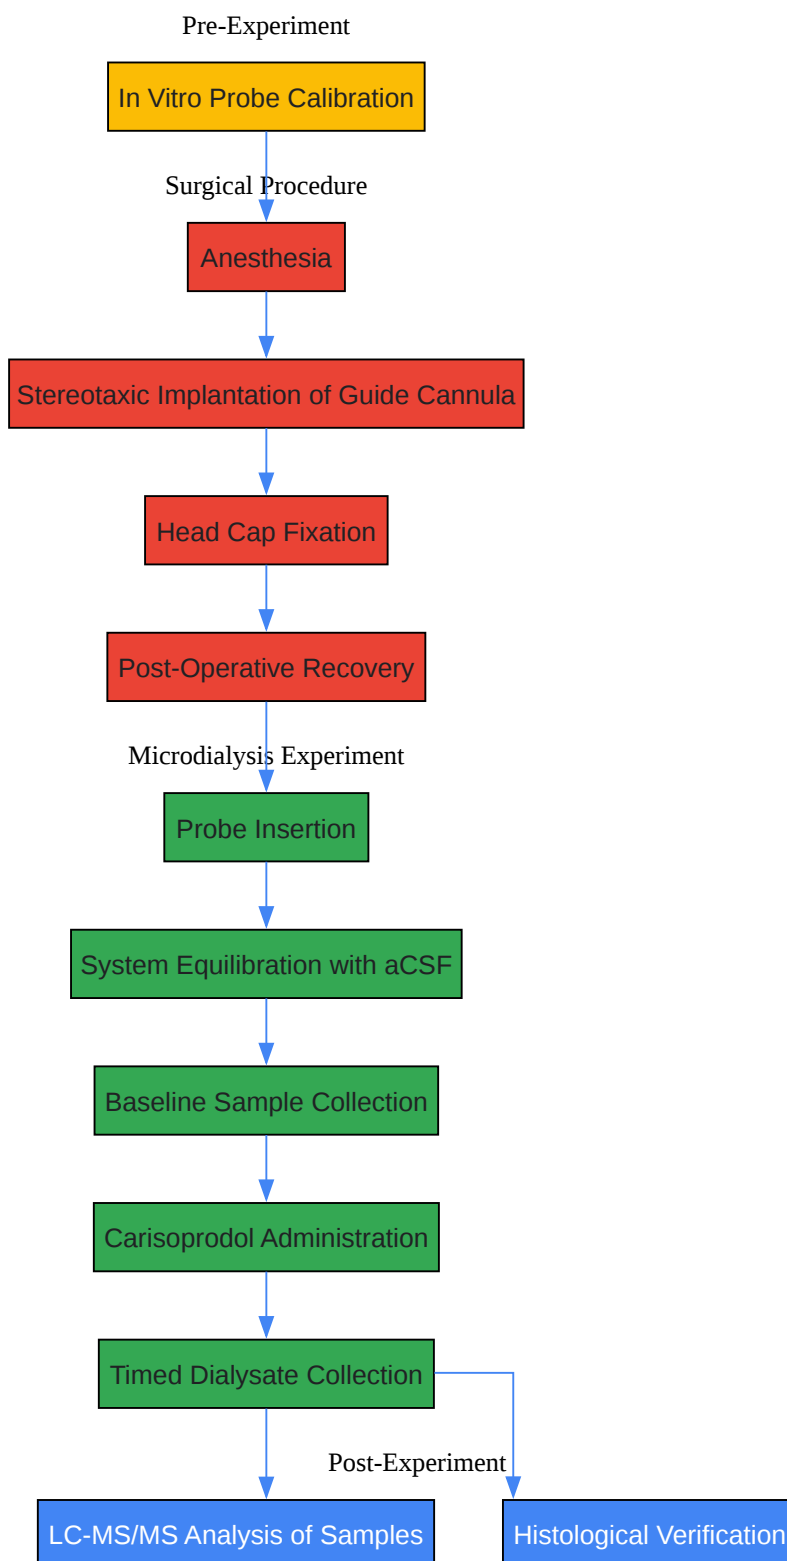 Pre-Experiment
In Vitro Probe Calibration
Surgical Procedure
Anesthesia
Stereotaxic Implantation of Guide Cannula
Head Cap Fixation
Post-Operative Recovery
Microdialysis Experiment
Probe Insertion
System Equilibration with aCSF
Baseline Sample Collection
Carisoprodol Administration
Timed Dialysate Collection
Post-Experiment
LC-MS/MS Analysis of Samples
Histological Verification